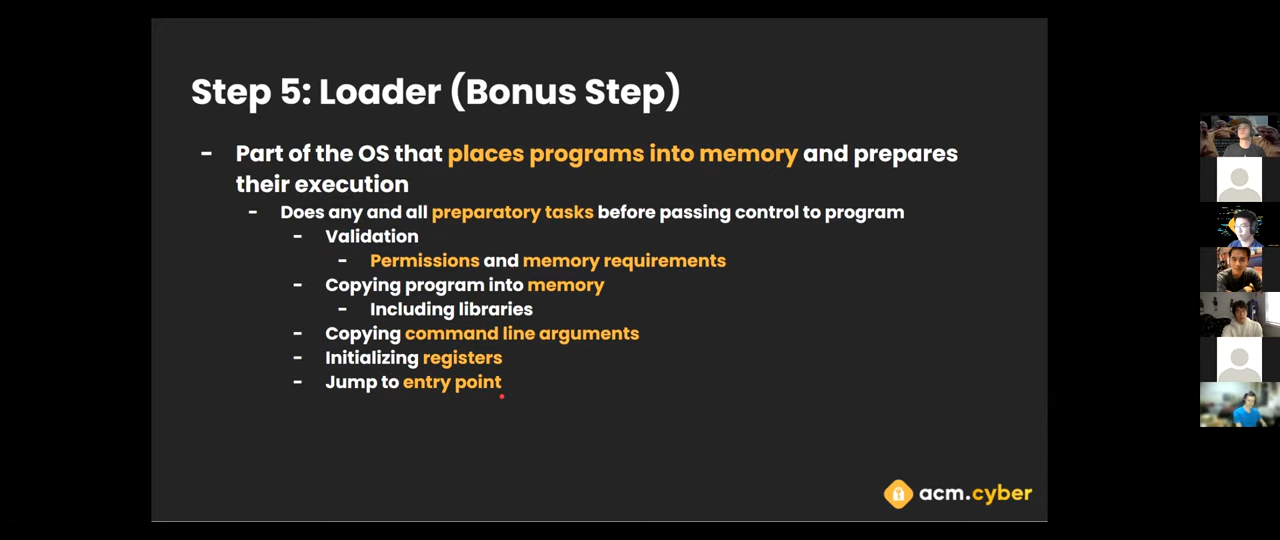 Step 5: Loader (Bonus Step)
- Part of the OS that places programs into memory and prepares
their execution
- Does any and all preparatory tasks before passing control to program
- Validation
- Permissions and memory requirements
- Copying program into memory
- Including libraries
- Copying command line arguments
- Initializing registers
- Jump to entry point
acm.cyber